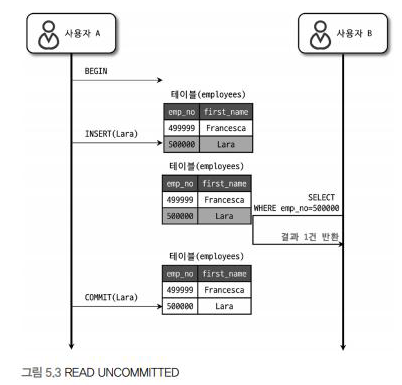 사용자 A
사용자 B
BEGIN
테이블(employees)
emp_no first_name
499999 Francesca
INSERT(Lara)
500000 Lara
테이블(employees)
emp_no first_name
499999 Francesca
500000 Lara
SELECT
WHERE emp_no=500000
결과 1건 반환
테이블(employees)
emp_no first_name
499999 Francesca
COMMIT(Lara)
500000 Lara
그림 5.3 READ UNCOMMITTED